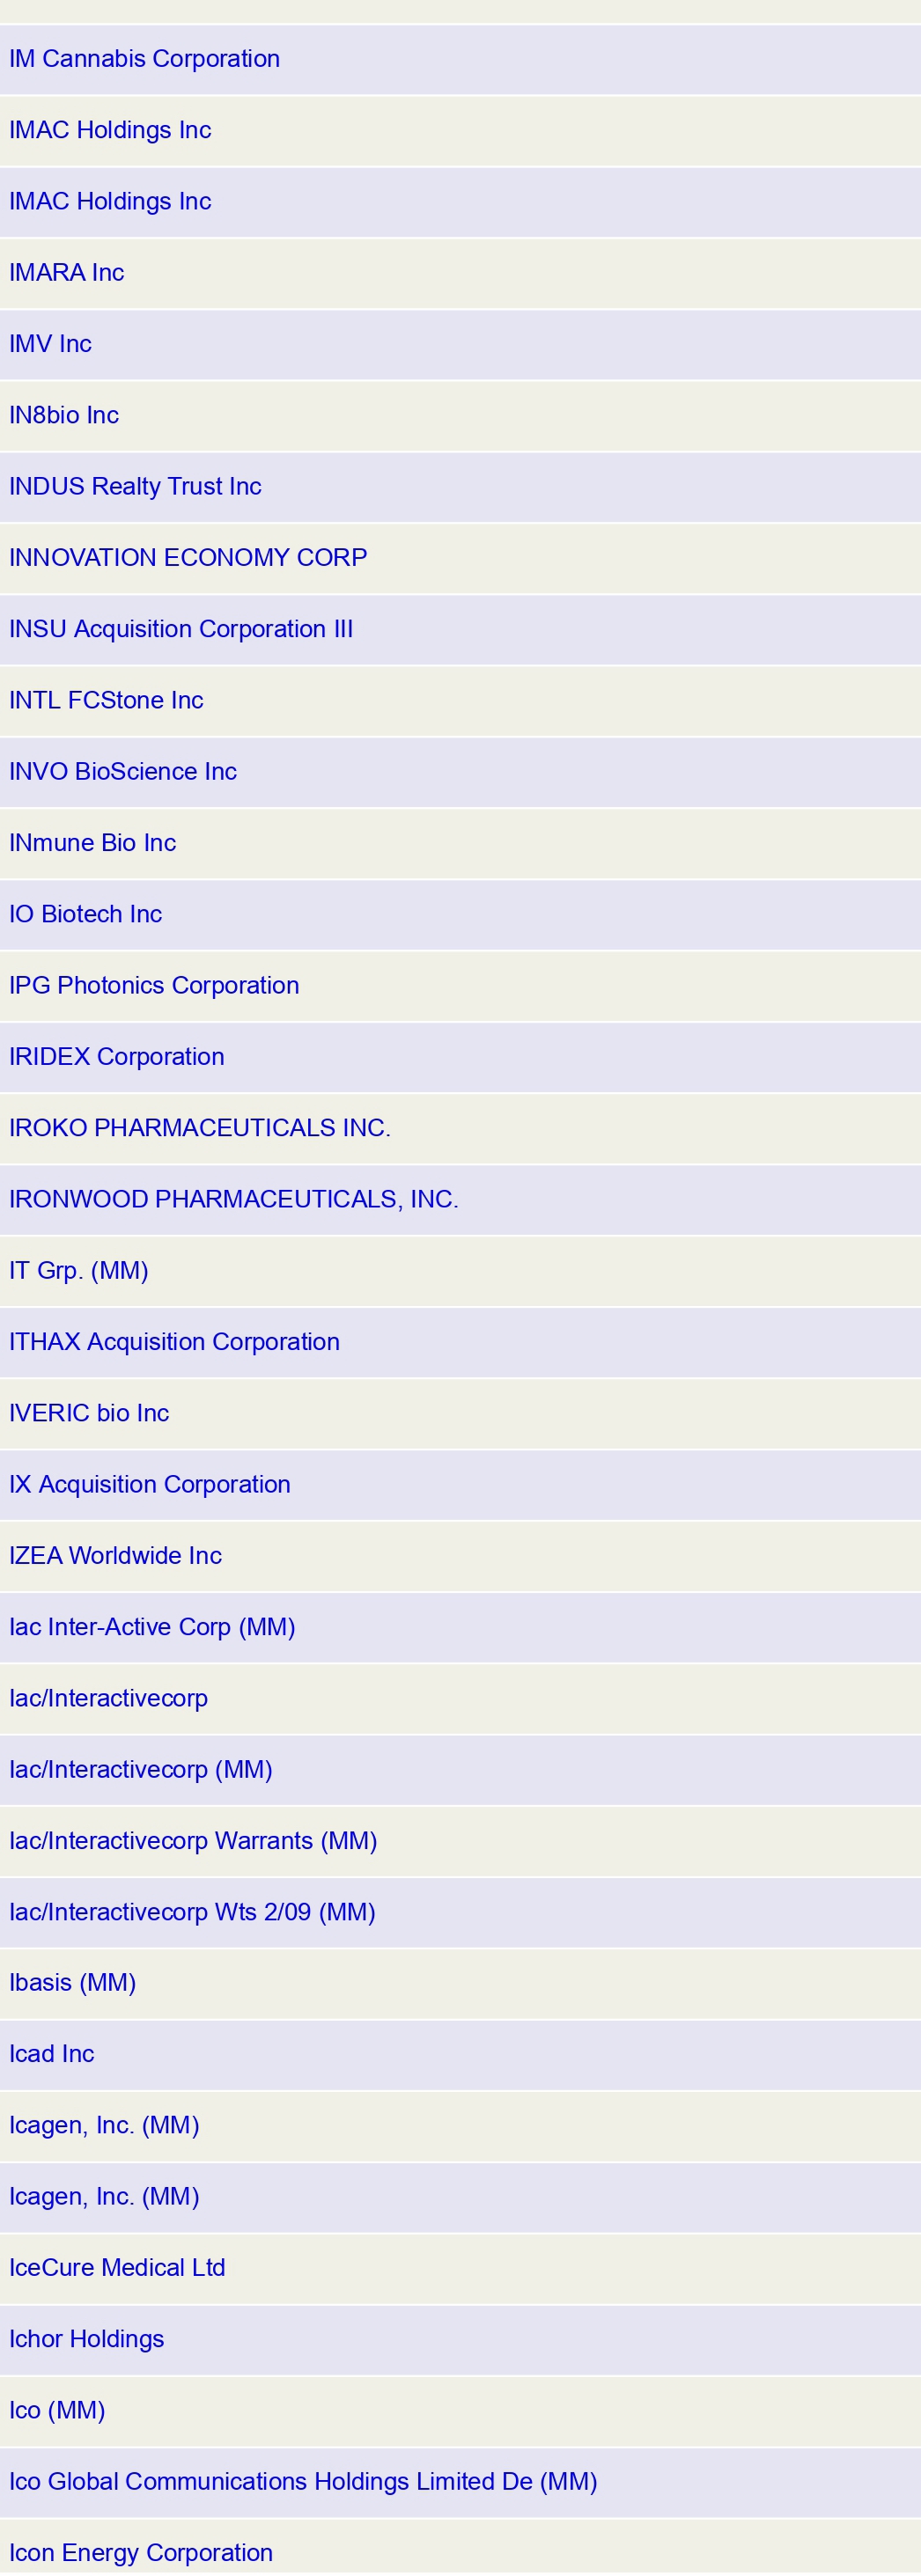 IM Cannabis Corporation
IMAC Holdings Inc
IMAC Holdings Inc
IMARA Inc
IMV Inc
IN8bio Inc
INDUS Realty Trust Inc
INNOVATION ECONOMY CORP
INSU Acquisition Corporation III
INTL FCStone Inc
INVO BioScience Inc
INmune Bio Inc
IO Biotech Inc
IPG Photonics Corporation
IRIDEX Corporation
IROKO PHARMACEUTICALS INC.
IRONWOOD PHARMACEUTICALS, INC.
IT Grp. (MM)
ITHAX Acquisition Corporation
IVERIC bio Inc
IX Acquisition Corporation
IZEA Worldwide Inc
Iac Inter-Active Corp (MM)
Iac/Interactivecorp
Iac/Interactivecorp (MM)
Iac/Interactivecorp Warrants (MM)
Iac/Interactivecorp Wts 2/09 (MM)
Ibasis (MM)
Icad Inc
Icagen, Inc. (MM)
Icagen, Inc. (MM)
IceCure Medical Ltd
Ichor Holdings
Ico (MM)
Ico Global Communications Holdings Limited De (MM)
Icon Energy Corporation